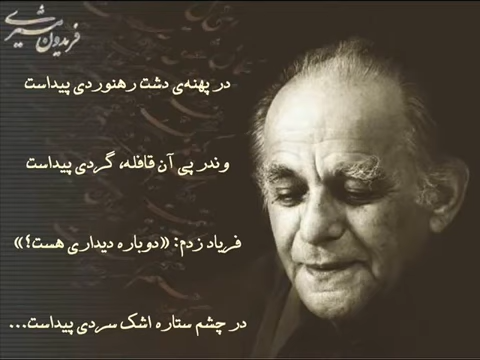 فریدون مشیری
در پهنه‌ی دشت رهنوردی پیداست
وندر پی آن قافله، گردی پیداست
فریاد زدم: «دوباره دیداری هست؟»
در چشم ستاره اشک سردی پیداست...